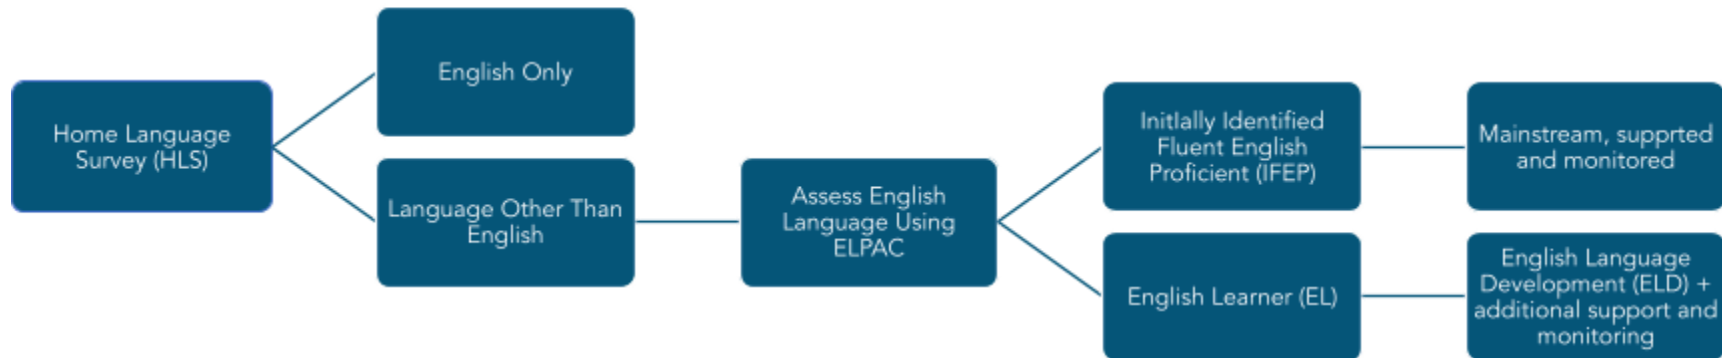 Home Language
Survey (HLS)
English Only
Language Other Than
English
Assess English
Language Using
ELPAC
Initlally Identified
Fluent English
Proficient (IFEP)
Mainstream, supprted
and monitored
English Learner (EL)
English Language
Development (ELD) +
additional support and
monitoring